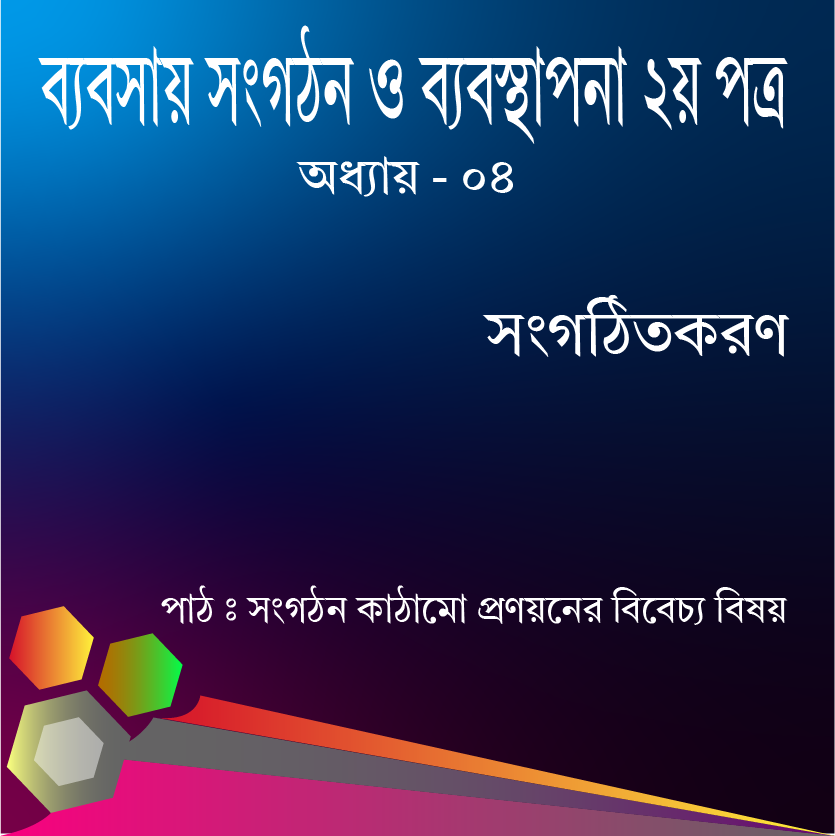 ব্যবসায় সংগঠন ও ব্যবস্থাপনা ২য় পত্র
অধ্যায় - ০৪
সংগঠিতকরণ
পাঠ ঃ সংগঠন কাঠামো প্রণয়নের বিবেচ্য বিষয়